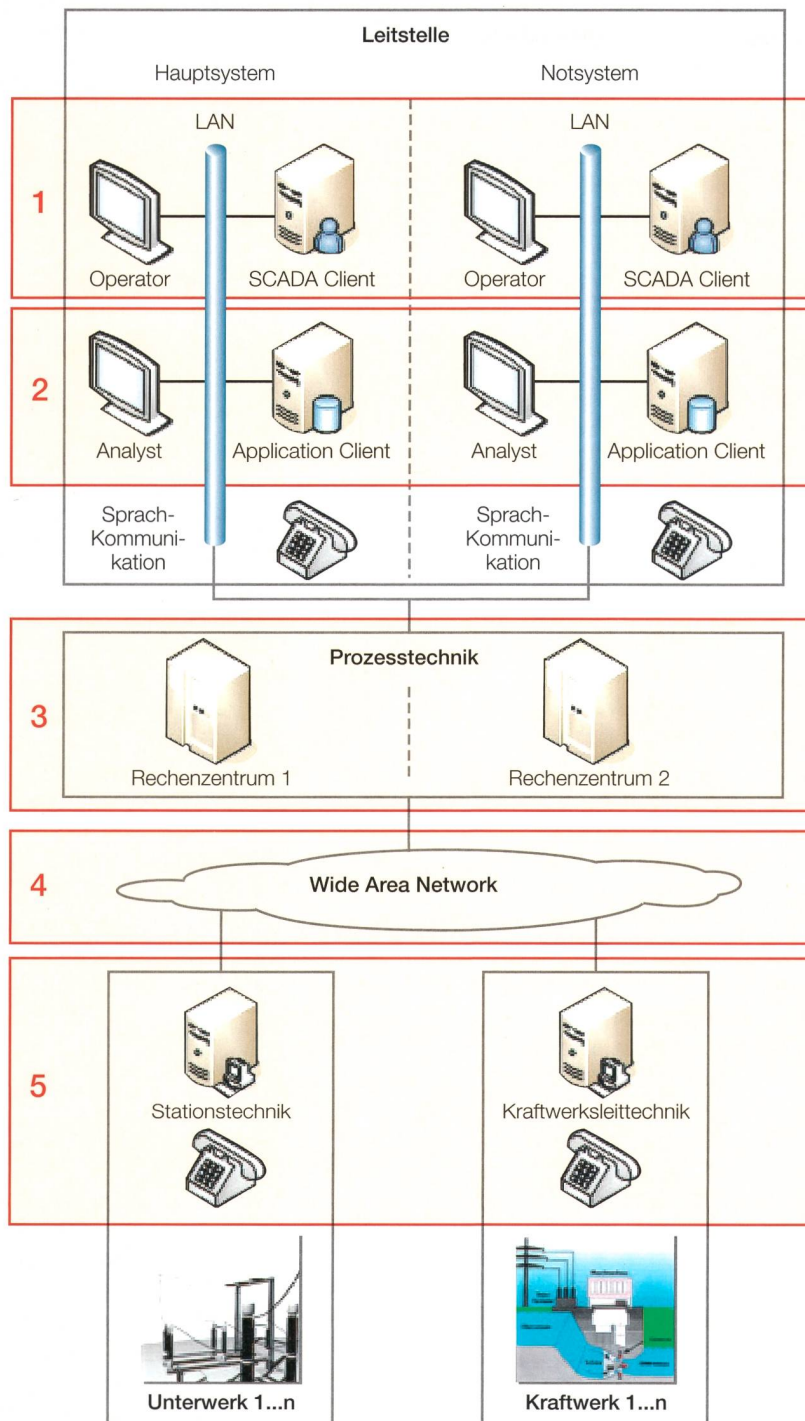 Leitstelle
Hauptsystem
Notsystem
LAN
LAN
1
Operator
SCADA Client
Operator
SCADA Client
2
Analyst
Application Client
Analyst
Application Client
Sprach-
Kommuni-
kation
Sprach-
Kommuni-
kation
Prozesstechnik
3
Rechenzentrum 1
Rechenzentrum 2
4
Wide Area Network
5
Stationstechnik
Kraftwerksleittechnik
Unterwerk 1...n
Kraftwerk 1...n